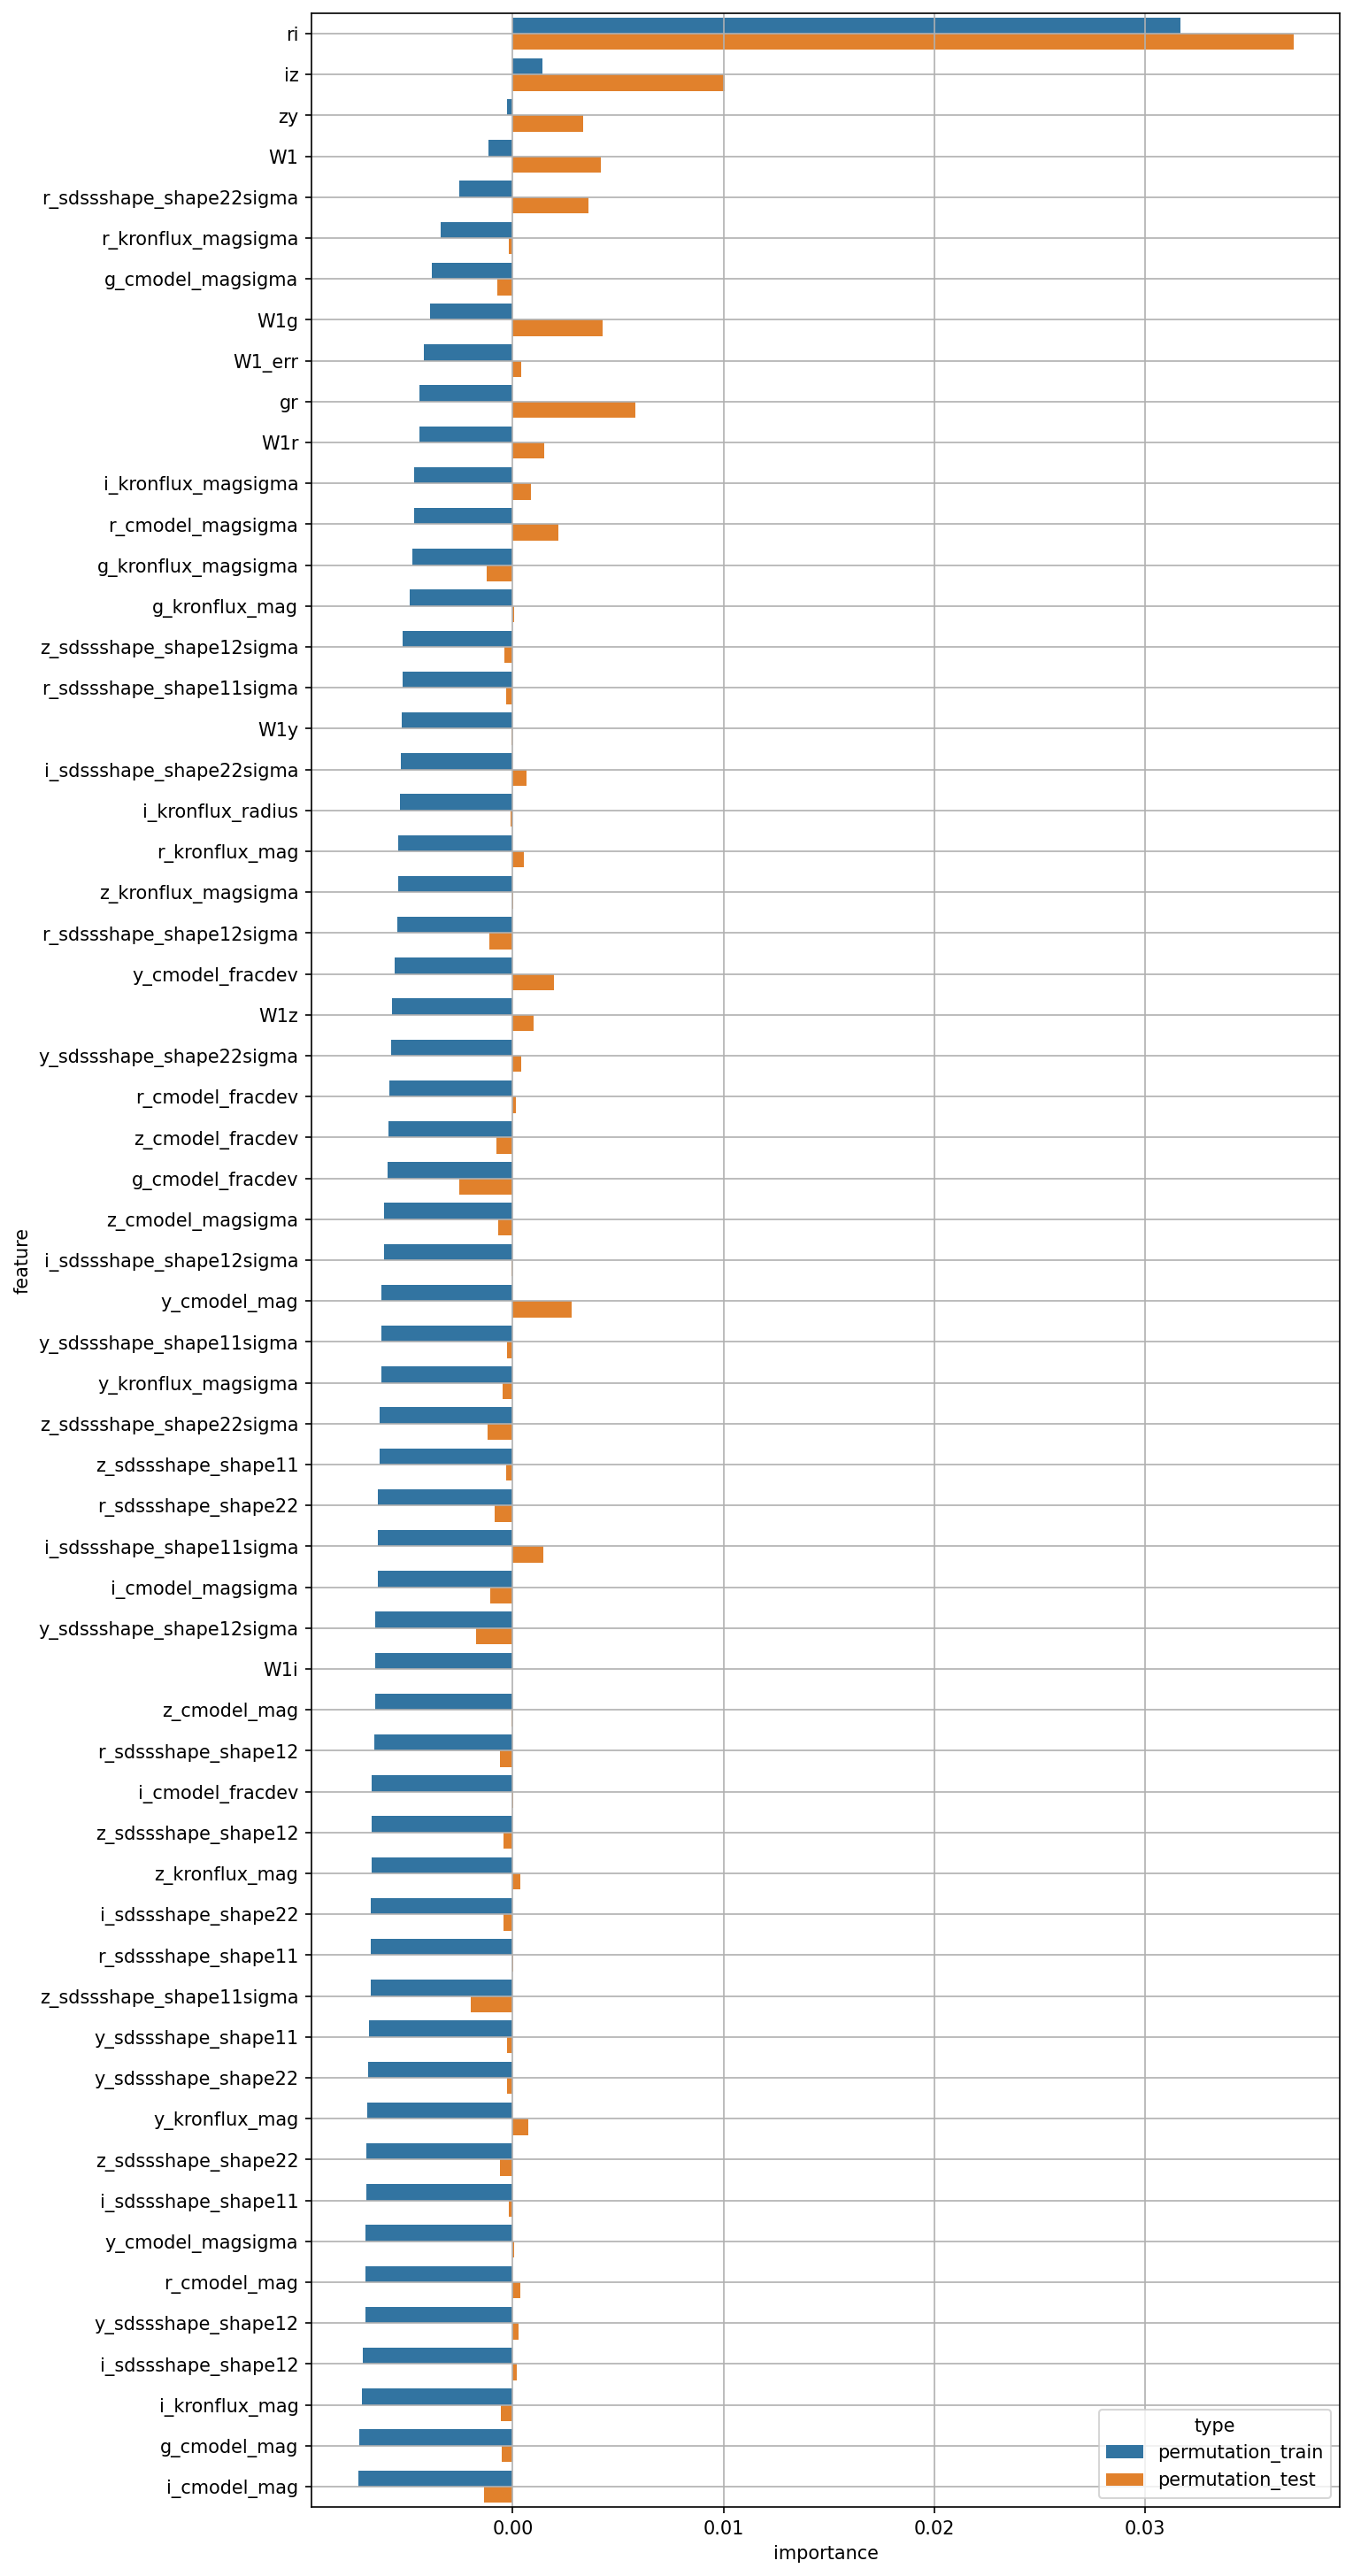 ri
iz
zy
W1
r_sdssshape_shape22sigma
r_kronflux_magsigma
g_cmodel_magsigma
W1g
W1_err
gr
W1r
i_kronflux_magsigma
r_cmodel_magsigma
g_kronflux_magsigma
g_kronflux_mag
z_sdssshape_shape12sigma
r_sdssshape_shape11sigma
W1y
i_sdssshape_shape22sigma
i_kronflux_radius
r_kronflux_mag
z_kronflux_magsigma
r_sdssshape_shape12sigma
y_cmodel_fracdev
W1z
y_sdssshape_shape22sigma
r_cmodel_fracdev
z_cmodel_fracdev
g_cmodel_fracdev
z_cmodel_magsigma
i_sdssshape_shape12sigma
y_cmodel_mag
y_sdssshape_shape11sigma
y_kronflux_magsigma
z_sdssshape_shape22sigma
z_sdssshape_shape11
r_sdssshape_shape22
i_sdssshape_shape11sigma
i_cmodel_magsigma
y_sdssshape_shape12sigma
W1i
z_cmodel_mag
r_sdssshape_shape12
i_cmodel_fracdev
z_sdssshape_shape12
z_kronflux_mag
i_sdssshape_shape22
r_sdssshape_shape11
z_sdssshape_shape11sigma
y_sdssshape_shape11
y_sdssshape_shape22
y_kronflux_mag
z_sdssshape_shape22
i_sdssshape_shape11
y_cmodel_magsigma
r_cmodel_mag
y_sdssshape_shape12
i_sdssshape_shape12
i_kronflux_mag
g_cmodel_mag
i_cmodel_mag
feature
type
permutation_train
permutation_test
0.00 0.01 0.02 0.03
importance